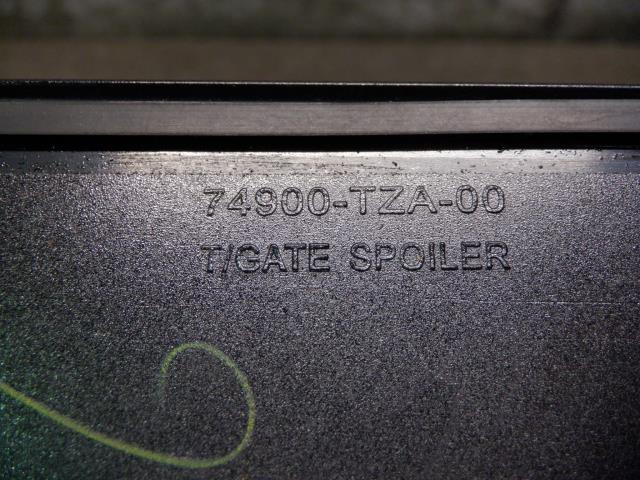 74900-TZA-00
T/GATE SPOILER